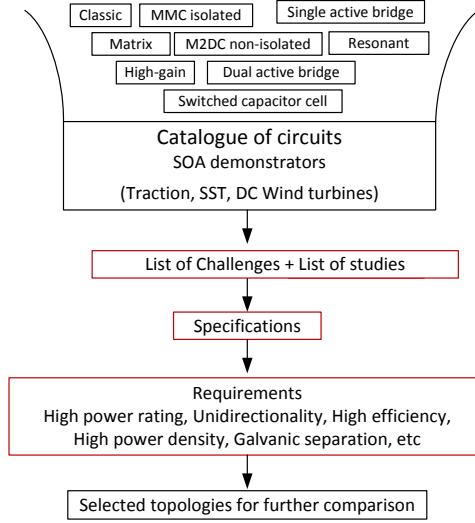 Classic
MMC isolated
Single active bridge
Matrix
M2DC non-isolated
Resonant
High-gain
Dual active bridge
Switched capacitor cell
Catalogue of circuits
SOA demonstrators
(Traction, SST, DC Wind turbines)
List of Challenges + List of studies
Specifications
Requirements
High power rating, Unidirectionality, High efficiency,
High power density, Galvanic separation, etc
Selected topologies for further comparison